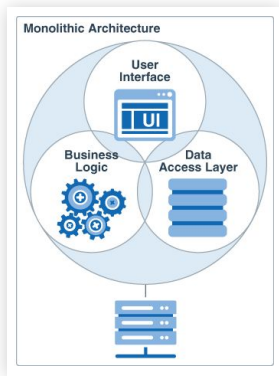 Monolithic Architecture
User
Interface
UI
Business
Logic
Data
Access Layer